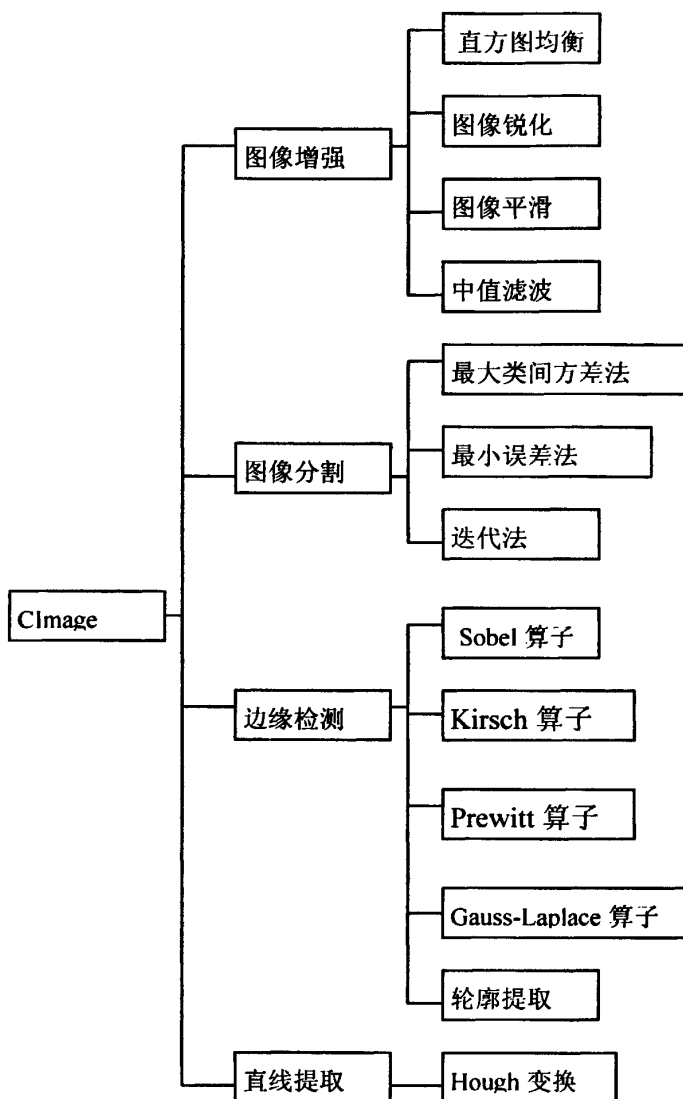 直方图均衡
图像锐化
图像增强
图像平滑
中值滤波
最大类间方差法
最小误差法
图像分割
迭代法
CImage
Sobel 算子
边缘检测
Kirsch 算子
Prewitt 算子
Gauss-Laplace 算子
轮廓提取
直线提取
Hough 变换